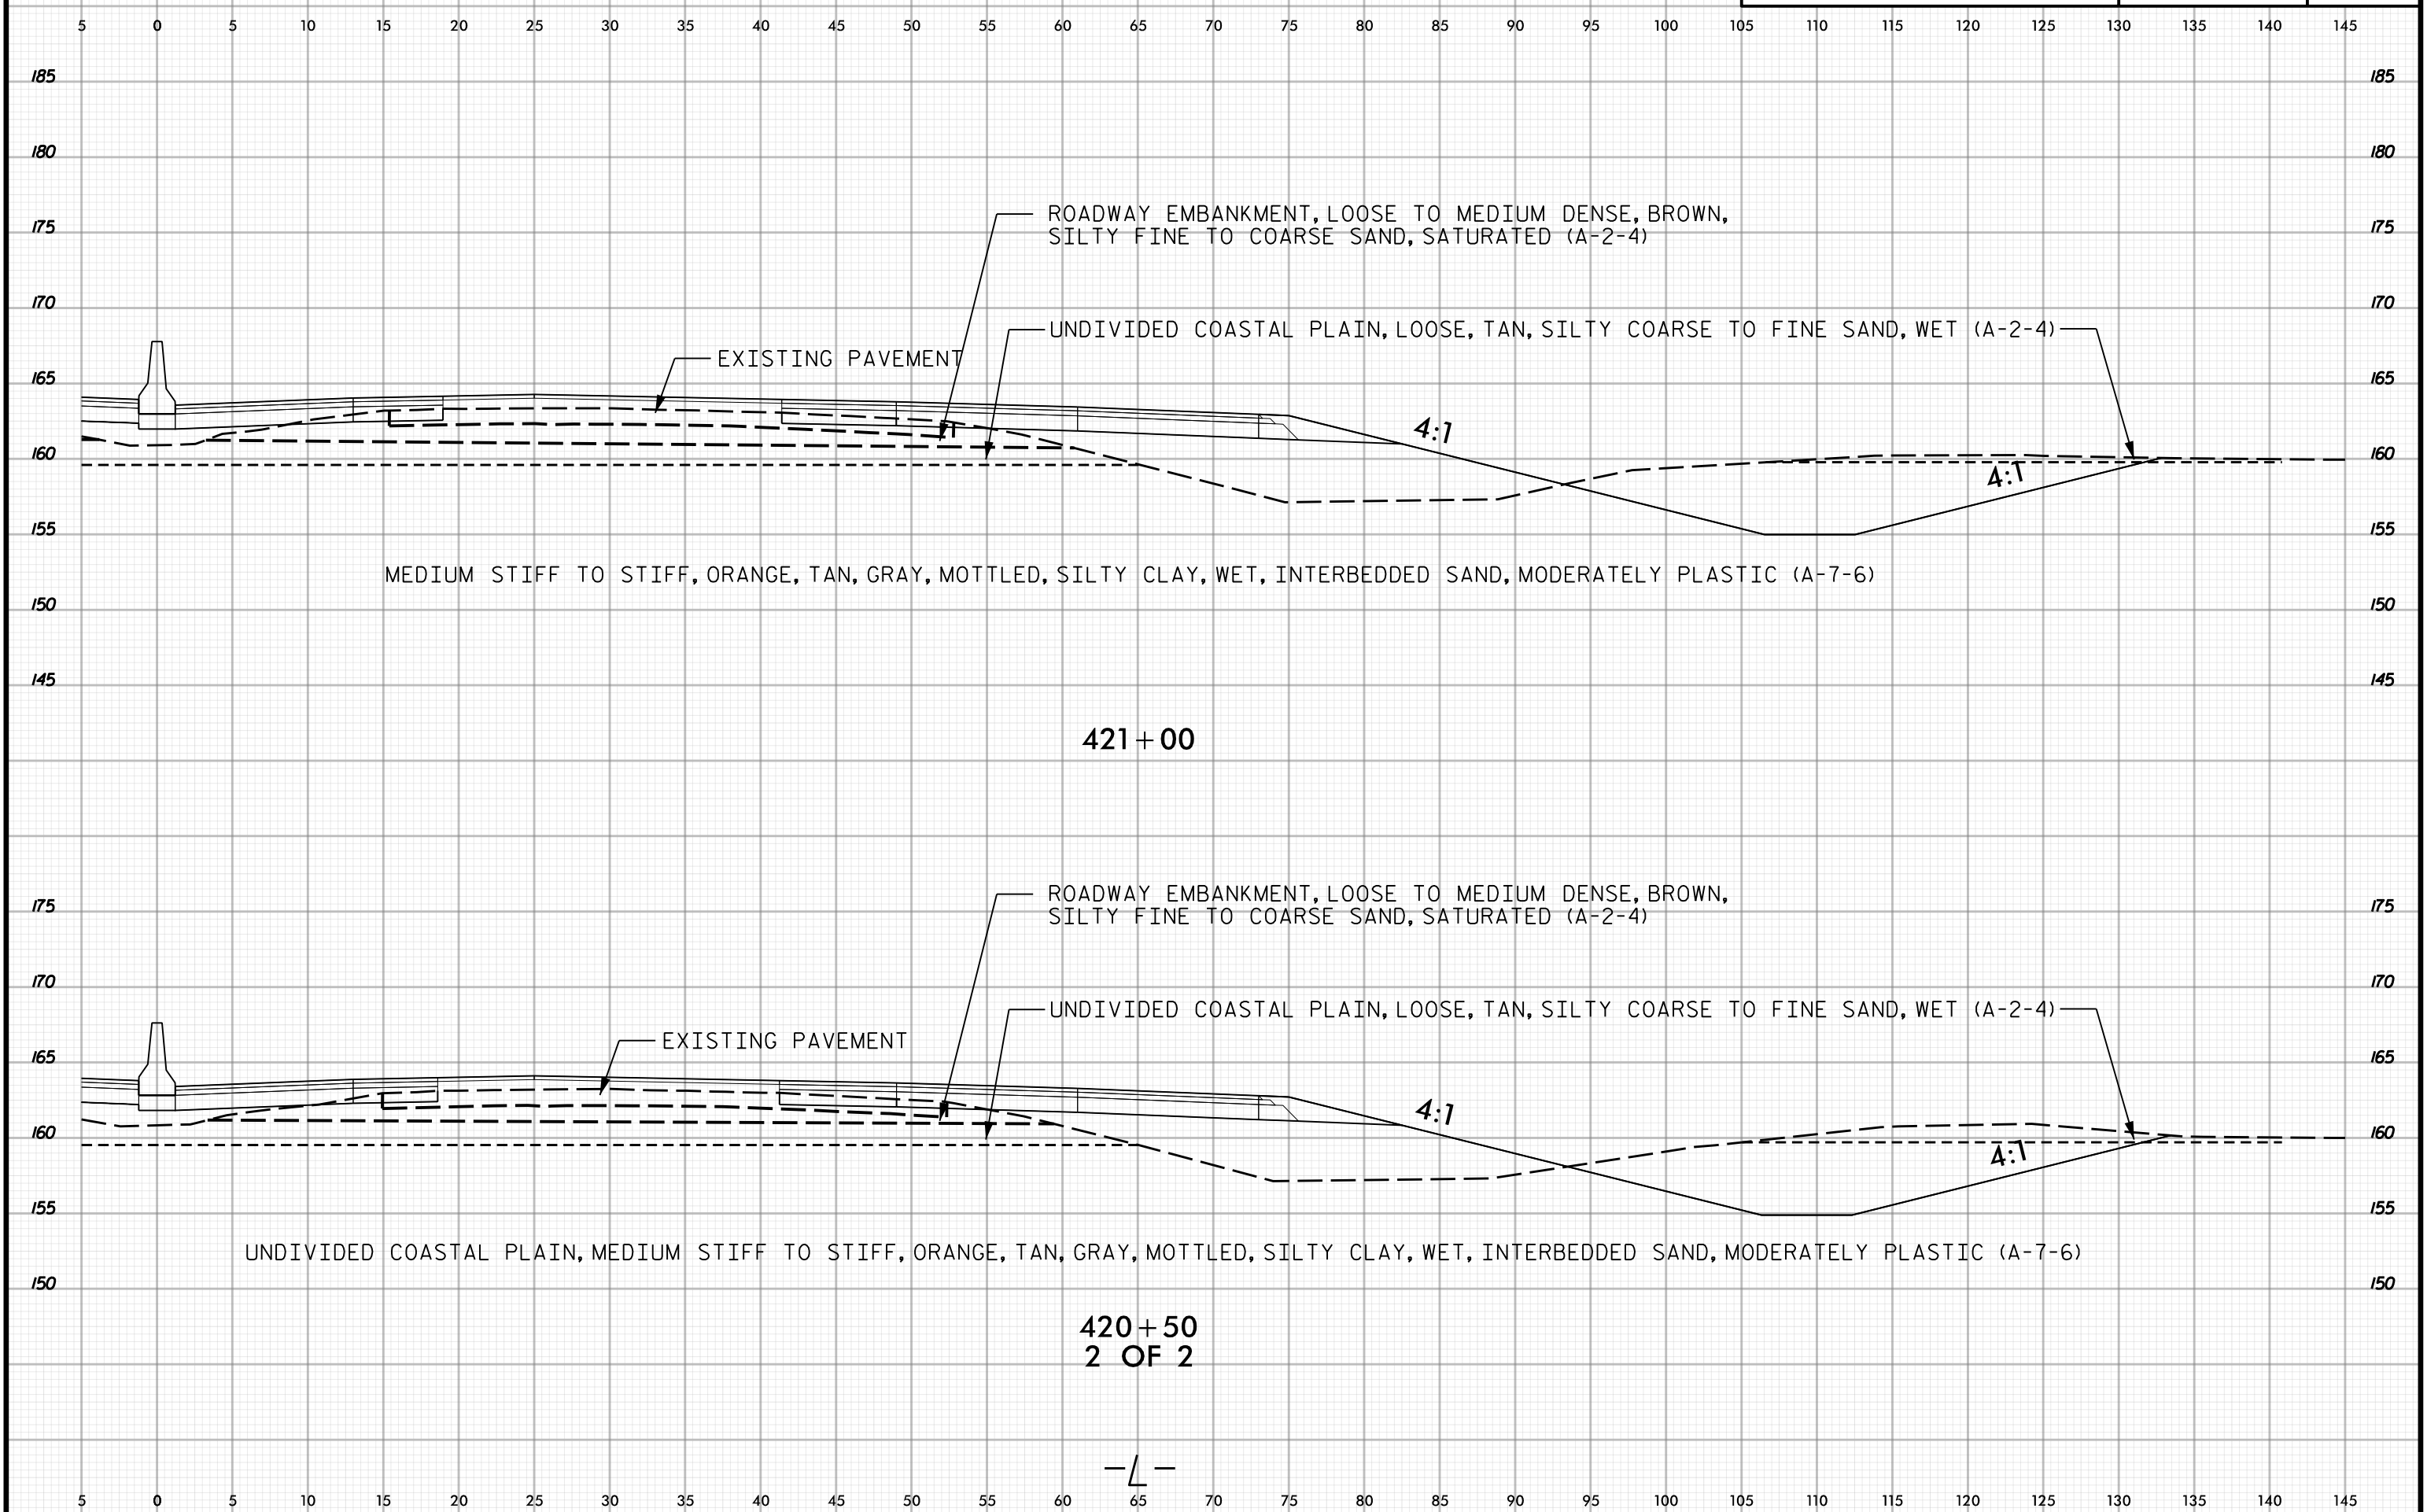 5 0 5 10 15 20 25 30 35 40 45 50 55 60 65 70 75 80 85 90 95 100 105 110 115 120 125 130 135 140 145
185 185
180 180
ROADWAY EMBANKMENT, LOOSE TO MEDIUM DENSE, BROWN,
175 175
SILTY FINE TO COARSE SAND, SATURATED (A-2-4)
170 170
UNDIVIDED COASTAL PLAIN, LOOSE, TAN, SILTY COARSE TO FINE SAND, WET (A-2-4)
EXISTING PAVEMENT
165 165
4:1
160 160
4:1
155 155
MEDIUM STIFF TO STIFF, ORANGE, TAN, GRAY, MOTTLED, SILTY CLAY, WET, INTERBEDDED SAND, MODERATELY PLASTIC (A-7-6)
150 150
145 145
421+00
ROADWAY EMBANKMENT, LOOSE TO MEDIUM DENSE, BROWN,
175 175
SILTY FINE TO COARSE SAND, SATURATED (A-2-4)
170 170
UNDIVIDED COASTAL PLAIN, LOOSE, TAN, SILTY COARSE TO FINE SAND, WET (A-2-4)
EXISTING PAVEMENT
165 165
4:1
160 160
4:1
155 155
UNDIVIDED COASTAL PLAIN, MEDIUM STIFF TO STIFF, ORANGE, TAN, GRAY, MOTTLED, SILTY CLAY, WET, INTERBEDDED SAND, MODERATELY PLASTIC (A-7-6)
150 150
420+50
2 OF 2
-L-
5 0 5 10 15 20 25 30 35 40 45 50 55 60 65 70 75 80 85 90 95 100 105 110 115 120 125 130 135 140 145